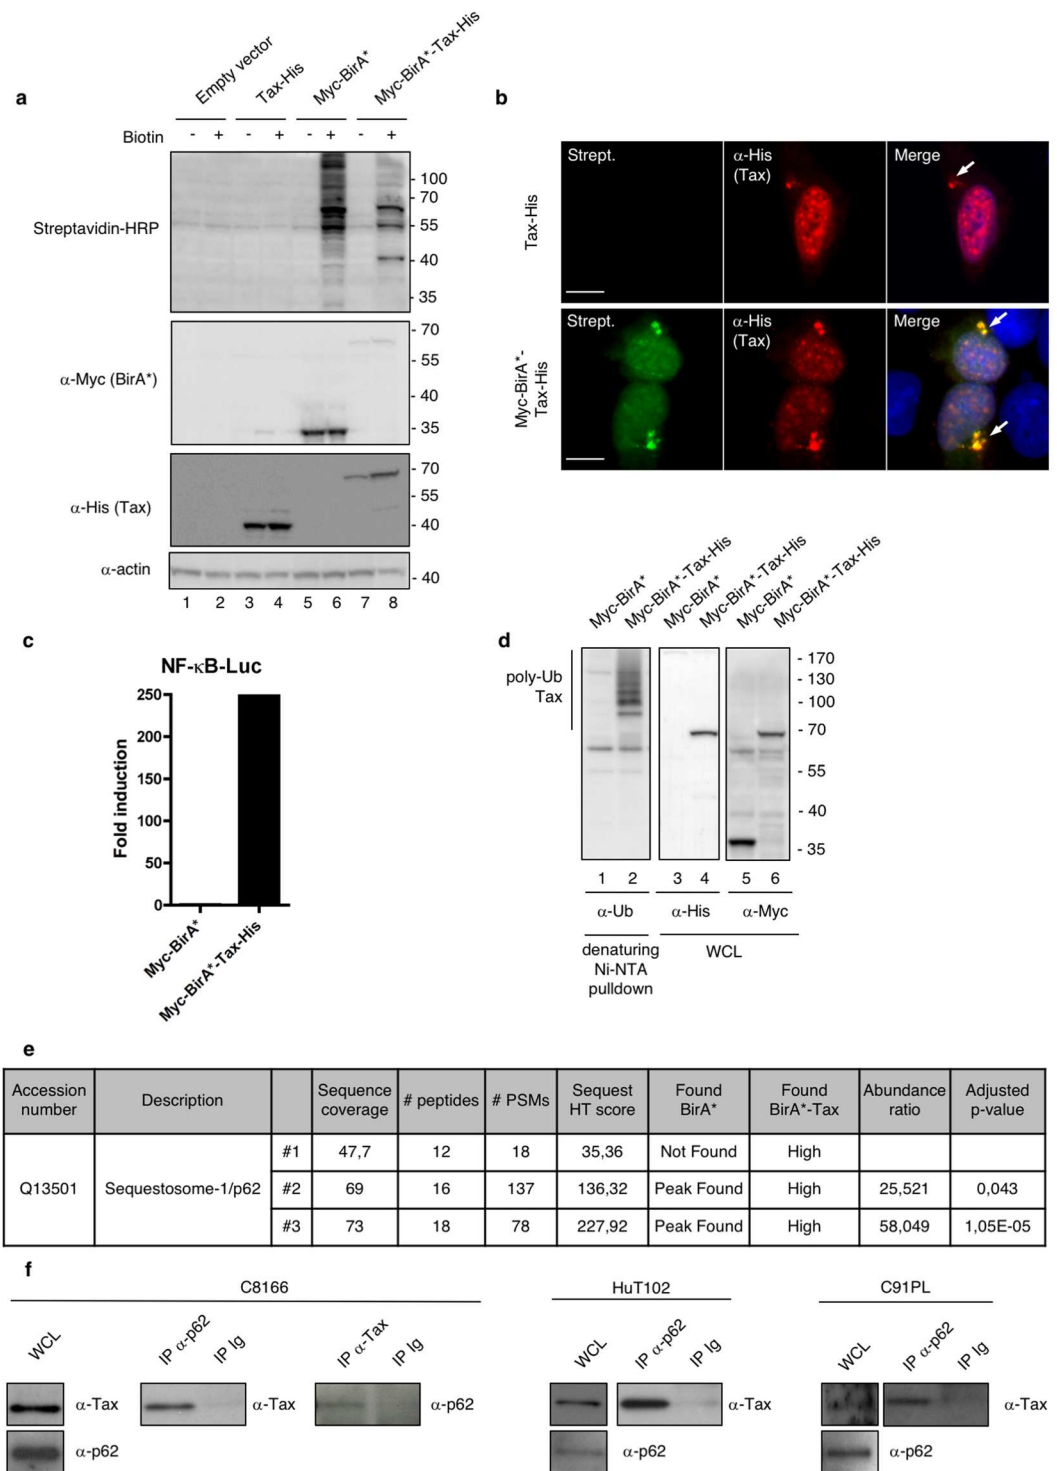 a
Empty vector
Tax-His
Myc-BirA*
Myc-BirA*-Tax-His
Biotin - + - + - + - +
Streptavidin-HRP
- 100
- 70
- 55
- 40
- 35
α-Myc (BirA*)
- 70
- 55
- 40
- 35
α-His (Tax)
- 70
- 55
- 40
α-actin
- 40
1 2 3 4 5 6 7 8
b
Tax-His
Strept.
α-His
(Tax)
Merge
Myc-BirA*-
Tax-His
Strept.
α-His
(Tax)
Merge
c
NF-κB-Luc
Fold induction
250
200
150
100
50
0
Myc-BirA*
Myc-BirA*-Tax-His
d
Myc-BirA*
Myc-BirA*-Tax-His
Myc-BirA*
Myc-BirA*-Tax-His
Myc-BirA*
Myc-BirA*-Tax-His
poly-Ub
Tax
- 170
- 130
- 100
- 70
- 55
- 40
- 35
1 2 3 4 5 6
α-Ub α-His α-Myc
denaturing
Ni-NTA
pulldown
WCL
e
Accession number Description Sequence coverage # peptides # PSMs Sequest HT score Found BirA* Found BirA*-Tax Abundance ratio Adjusted p-value
Q13501 Sequestosome-1/p62
#1 47,7 12 18 35,36 Not Found High
#2 69 16 137 136,32 Peak Found High 25,521 0,043
#3 73 18 78 227,92 Peak Found High 58,049 1,05E-05
f
C8166
WCL
IP α-p62
IP Ig
IP α-Tax
IP Ig
α-Tax
α-Tax
α-p62
α-p62
HuT102
WCL
IP α-p62
IP Ig
α-Tax
α-p62
C91PL
WCL
IP α-p62
IP Ig
α-Tax
α-p62